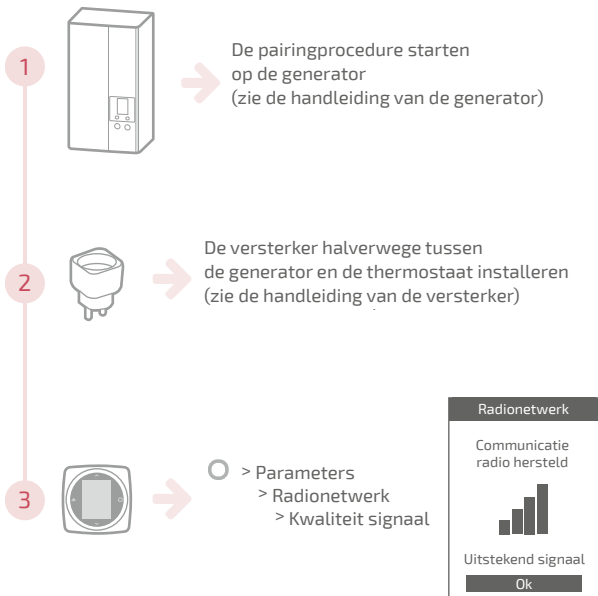 1
De pairingprocedure starten
op de generator
(zie de handleiding van de generator)
2
De versterker halverwege tussen
de generator en de thermostaat installeren
(zie de handleiding van de versterker)
3
> Parameters
> Radionetwerk
> Kwaliteit signaal
Radionetwerk
Communicatie
radio hersteld
Uitstekend signaal
Ok